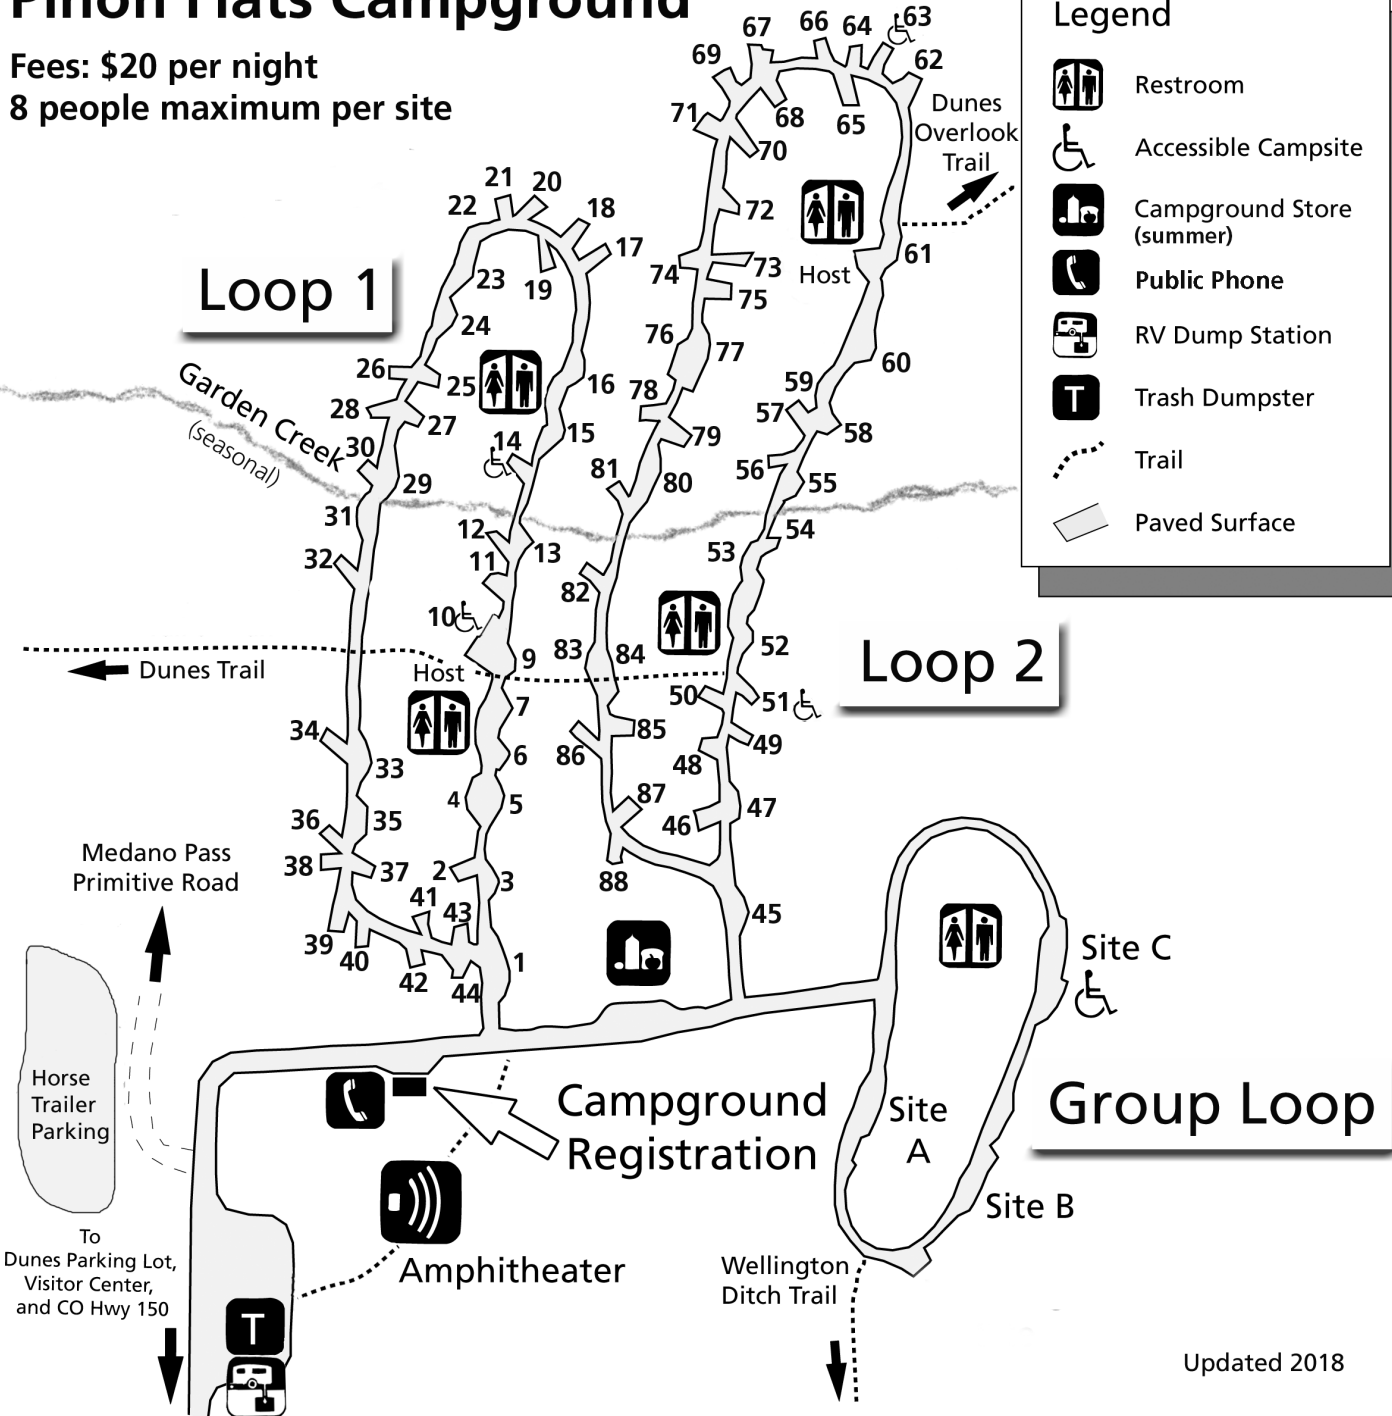 Pinon Flats Campground
Fees: $20 per night
8 people maximum per site
Legend
Restroom
Accessible Campsite
Campground Store
(summer)
Public Phone
RV Dump Station
T
Trash Dumpster
Trail
Paved Surface
67
66
64
63
69
62
71
68
65
70
Dunes
Overlook
Trail
21
20
22
18
17
72
Loop 1
23
19
74
73
75
Host
61
24
76
77
60
26
25
16
78
59
28
27
57
58
Garden Creek
(seasonal)
30
14
15
79
56
29
81
80
55
31
12
13
54
32
11
53
82
10
Dunes Trail
Host
9
83
84
52
Loop 2
50
51
7
34
33
6
86
85
48
49
4
5
87
46
47
36
35
38
37
2
3
88
41
43
45
39
40
42
44
1
Medano Pass
Primitive Road
Site C
Horse
Trailer
Parking
Campground
Registration
Site
A
Group Loop
Site B
To
Dunes Parking Lot,
Visitor Center,
and CO Hwy 150
Amphitheater
Wellington
Ditch Trail
T
Updated 2018